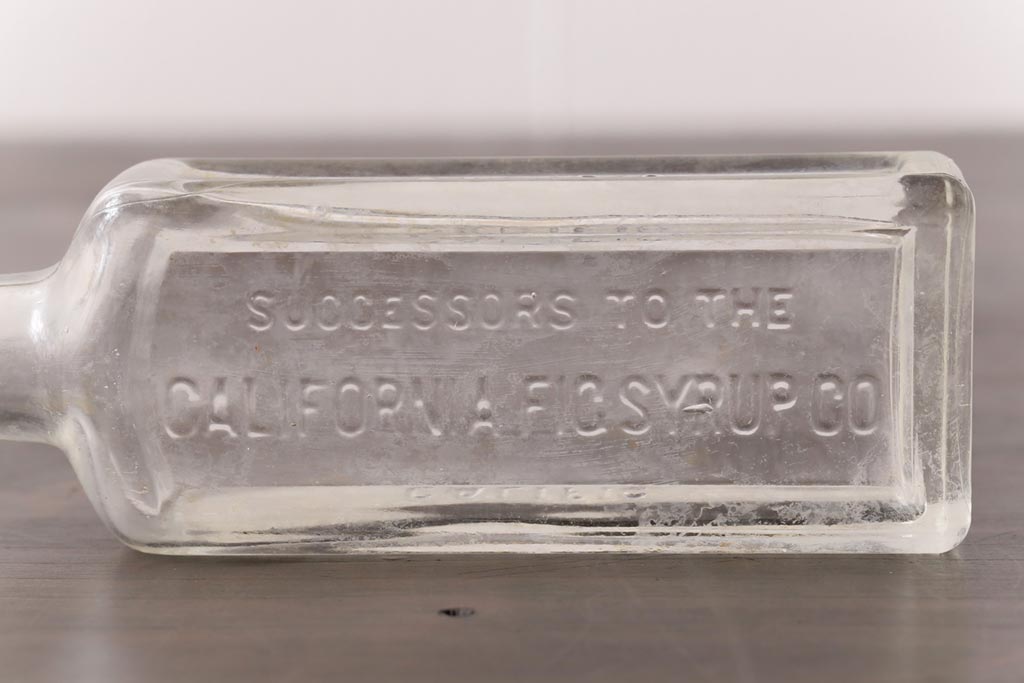 SUCCESSORS TO THE
CALIFORNIA FIG SYRUP CO